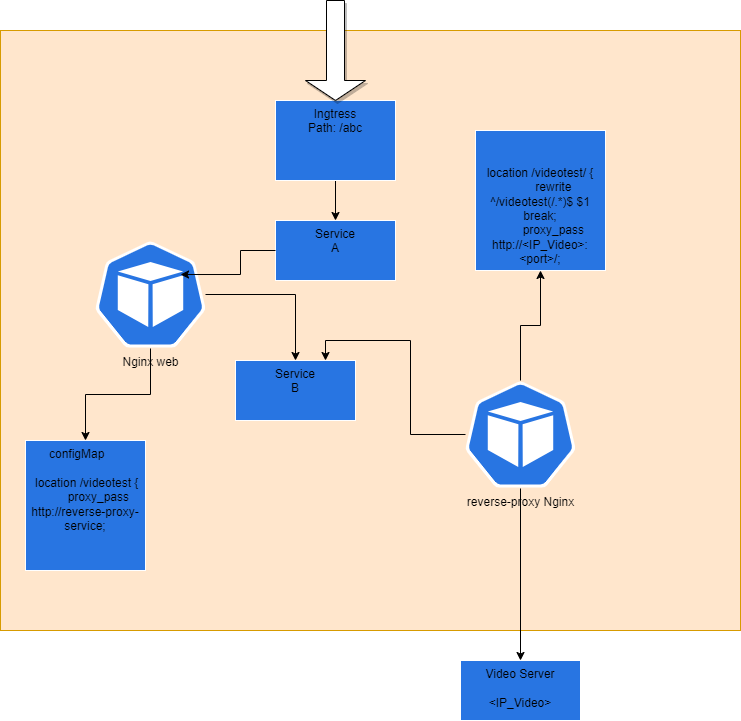 Ingtress
Path: /abc
location /videotest/ {
rewrite
^/videotest(/.*)$ $1
break;
proxy_pass
http://<IP_Video>:
<port>/;
Service
A
Nginx web
Service
B
configMap
location /videotest {
proxy_pass
http://reverse-proxy-
service;
reverse-proxy Nginx
Video Server
<IP_Video>